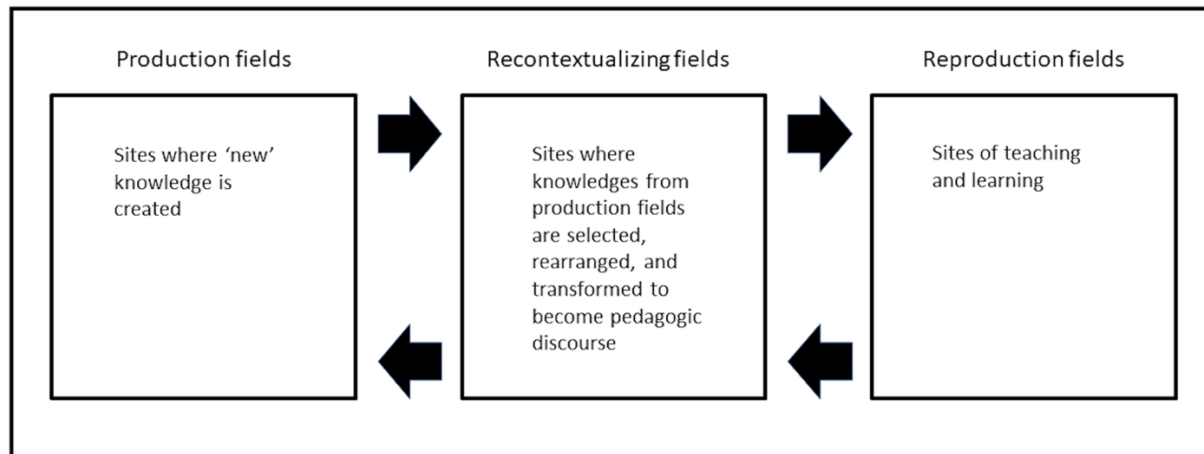 Production fields
Recontextualizing fields
Reproduction fields
Sites where ‘new’
knowledge is
created
Sites where
knowledges from
production fields
are selected,
rearranged, and
transformed to
become pedagogic
discourse
Sites of teaching
and learning